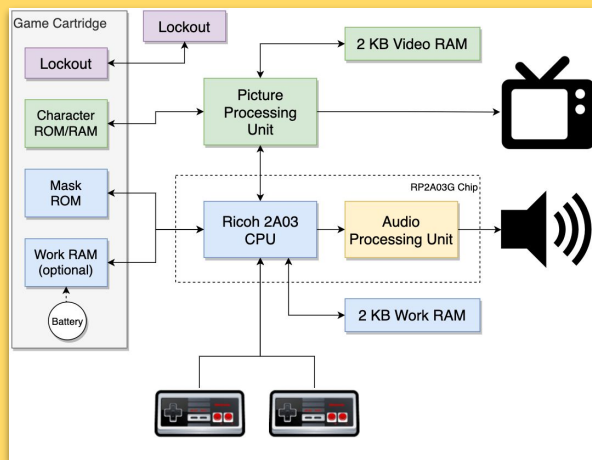 Game Cartridge
Lockout
Lockout
2 KB Video RAM
Character
ROM/RAM
Picture
Processing
Unit
Mask
ROM
RP2A03G Chip
Ricoh 2A03
CPU
Audio
Processing Unit
Work RAM
(optional)
Battery
2 KB Work RAM